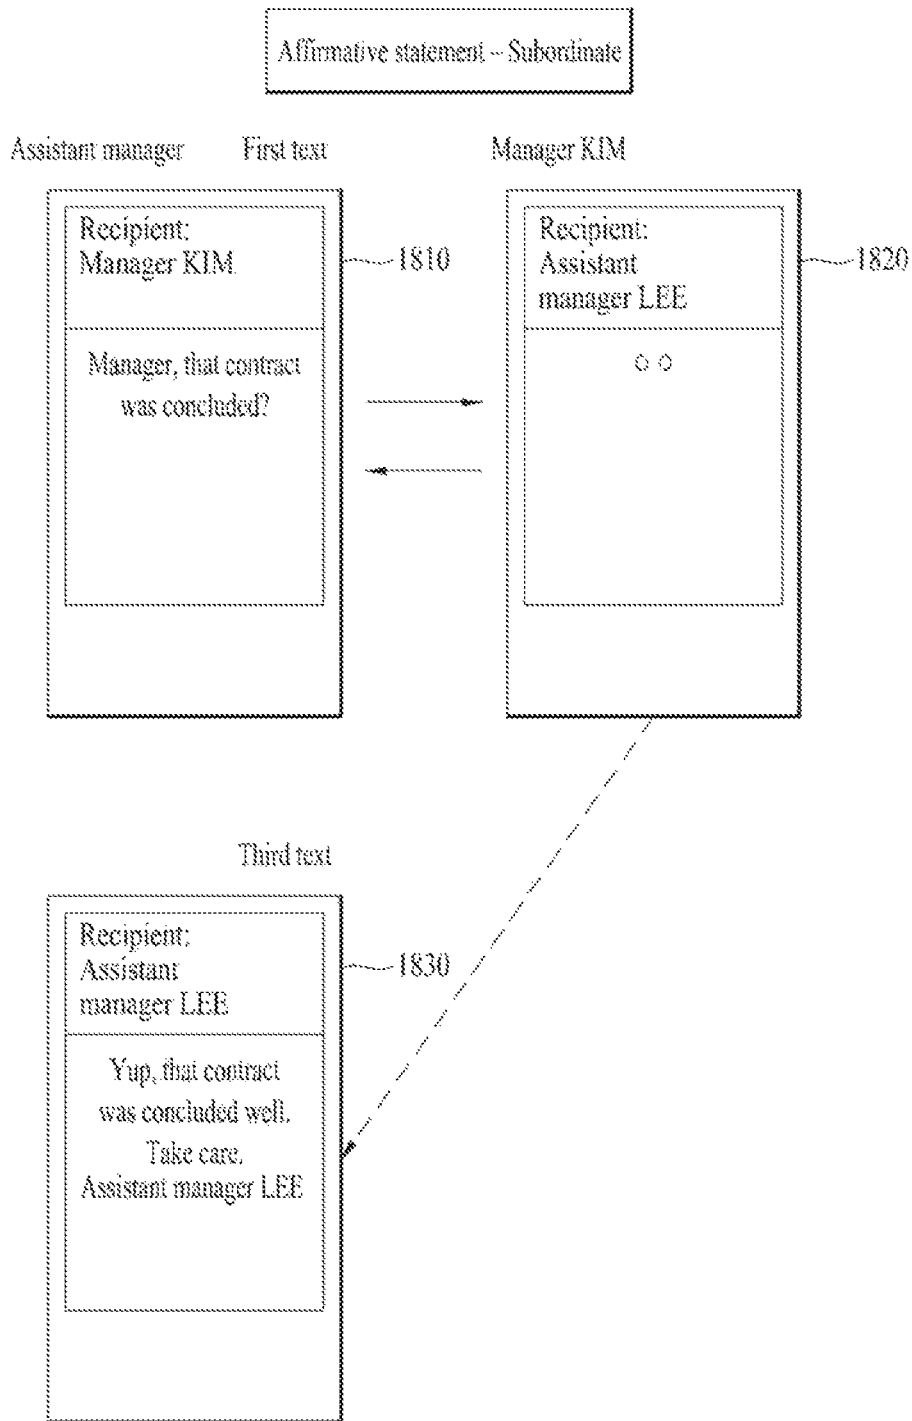 Affirmative statement – Subordinate
Assistant manager
First text
Manager KIM
Recipient:
Manager KIM
1810
Manager, that contract
was concluded?
Recipient:
Assistant
manager LEE
1820
ㅇㅇ
Third text
Recipient:
Assistant
manager LEE
1830
Yup, that contract
was concluded well.
Take care.
Assistant manager LEE